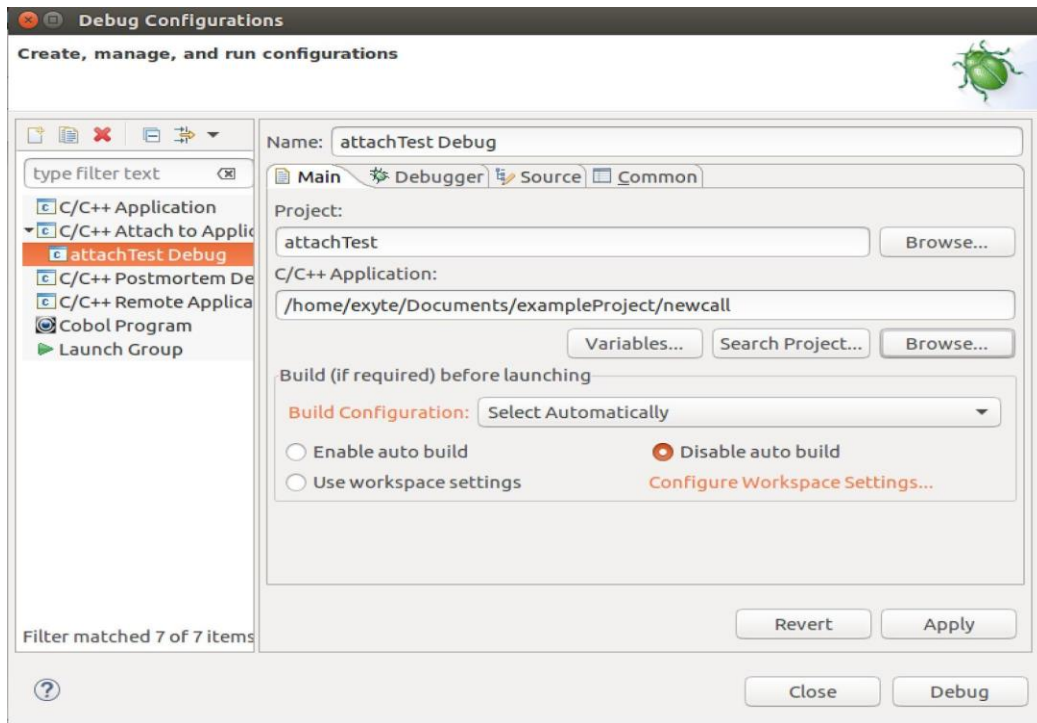 Debug Configurations
Create, manage, and run configurations
type filter text
C/C++ Application
C/C++ Attach to Applic
attachTest Debug
C/C++ Postmortem De
C/C++ Remote Applica
Cobol Program
Launch Group
Filter matched 7 of 7 items
Name: attachTest Debug
Main Debugger Source Common
Project:
attachTest Browse...
C/C++ Application:
/home/exyte/Documents/exampleProject/newcall
Variables... Search Project... Browse...
Build (if required) before launching
Build Configuration: Select Automatically
Enable auto build Disable auto build
Use workspace settings Configure Workspace Settings...
Revert Apply
Close Debug